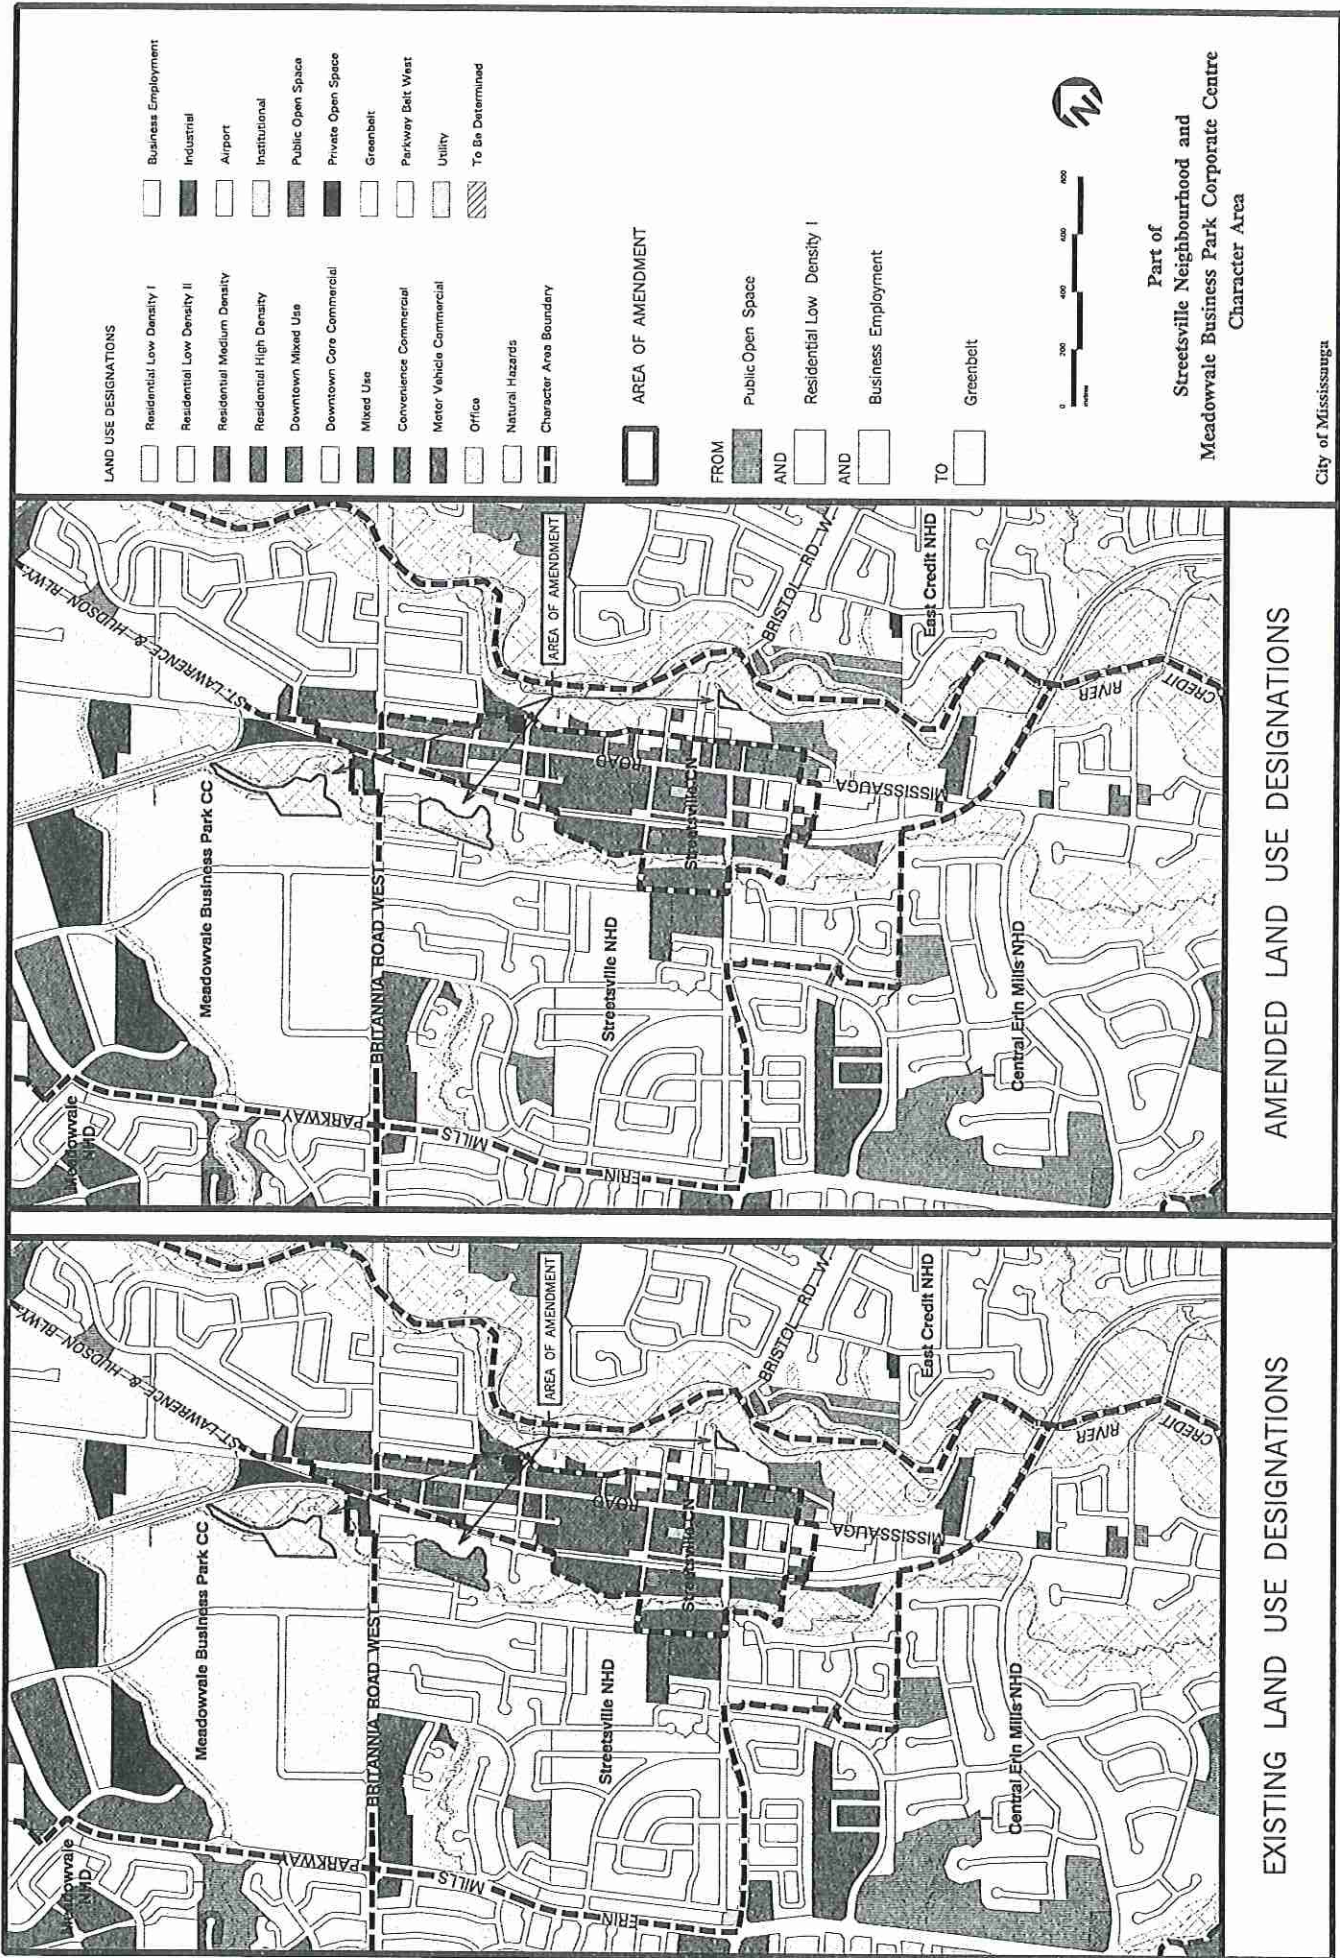 EXISTING LAND USE DESIGNATIONS
ST. LAWRENCE & HUDSON RLWY.
Meadowvale Business Park CC
Meadowvale
NHD
BRITANNIA ROAD WEST
ERIN
MILLS
PARKWAY
Streetsville NHD
Streetsville CN
MISSISSAUGA
ROAD
AREA OF AMENDMENT
BRISTOL RD. W.
East Credit NHD
Central Erin Mills NHD
CREDIT
RIVER
AMENDED LAND USE DESIGNATIONS
ST. LAWRENCE & HUDSON RLWY.
Meadowvale Business Park CC
Meadowvale
NHD
BRITANNIA ROAD WEST
ERIN
MILLS
PARKWAY
Streetsville NHD
Streetsville CN
MISSISSAUGA
ROAD
AREA OF AMENDMENT
BRISTOL RD. W.
East Credit NHD
Central Erin Mills NHD
CREDIT
RIVER
LAND USE DESIGNATIONS
Residential Low Density I
Residential Low Density II
Residential Medium Density
Residential High Density
Downtown Mixed Use
Downtown Core Commercial
Mixed Use
Convenience Commercial
Motor Vehicle Commercial
Office
Natural Hazards
Character Area Boundary
Business Employment
Industrial
Airport
Institutional
Public Open Space
Private Open Space
Greenbelt
Parkway Belt West
Utility
To Be Determined
AREA OF AMENDMENT
FROM
Public Open Space
AND
Residential Low Density I
AND
Business Employment
TO
Greenbelt
0 200 400 600 800
metres
N
Part of
Streetsville Neighbourhood and
Meadowvale Business Park Corporate Centre
Character Area
City of Mississauga